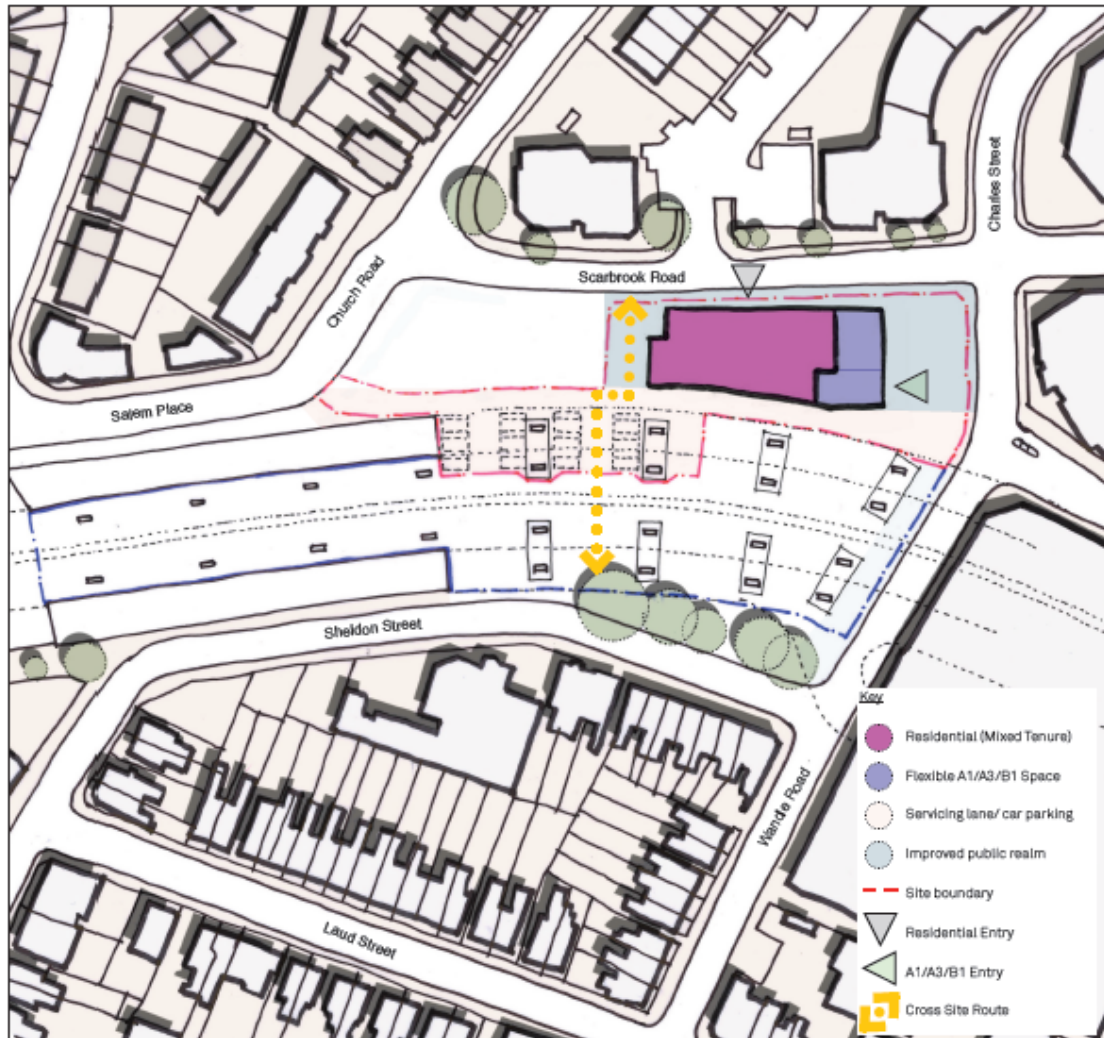 Charles Street
Scarbrook Road
Church Road
Salem Place
Sheldon Street
Wandle Road
Laud Street
Key
Residential (Mixed Tenure)
Flexible A1/A3/B1 Space
Servicing lane/ car parking
Improved public realm
Site boundary
Residential Entry
A1/A3/B1 Entry
Cross Site Route